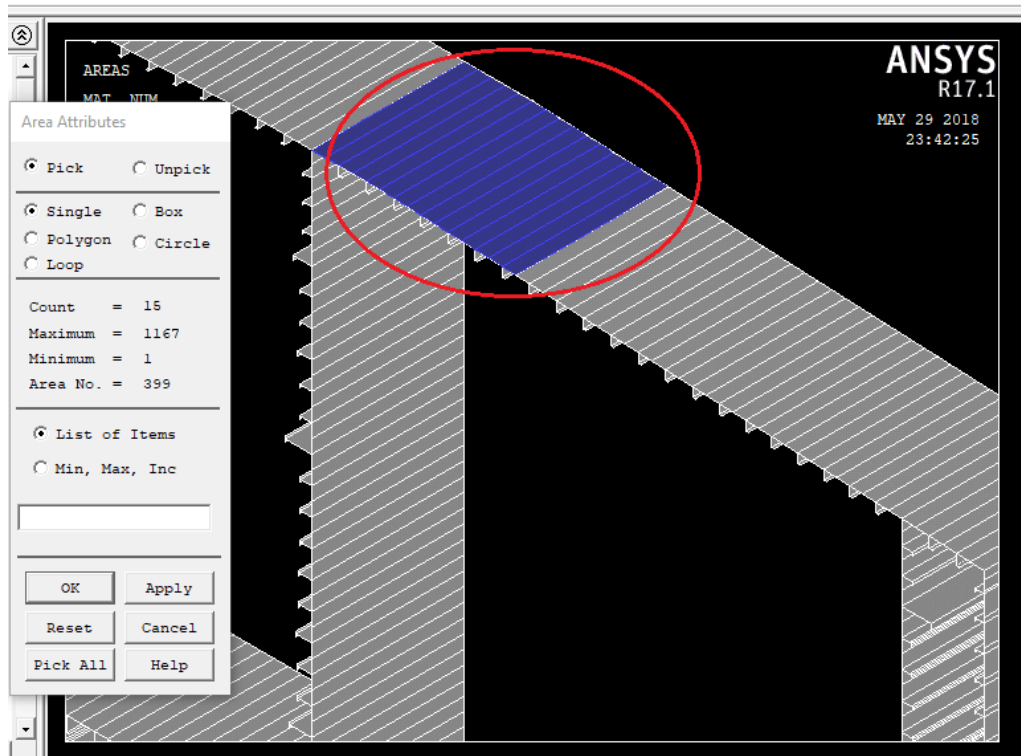 AREAS
MAT NUM
ANSYS
R17.1
MAY 29 2018
23:42:25
Area Attributes
Pick Unpick
Single Box
Polygon Circle
Loop
Count = 15
Maximum = 1167
Minimum = 1
Area No. = 399
List of Items
Min, Max, Inc
OK Apply
Reset Cancel
Pick All Help